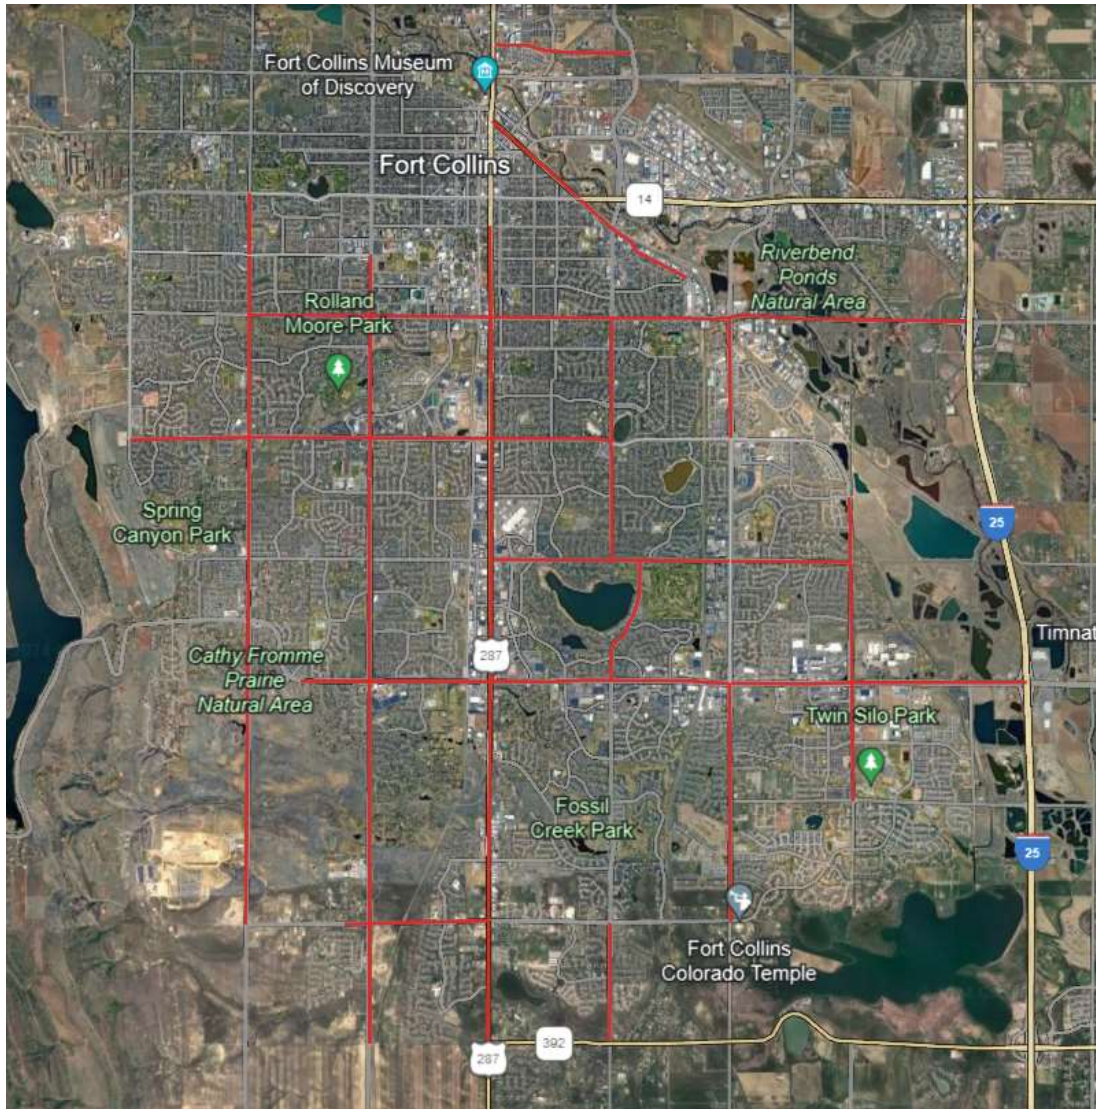 Fort Collins Museum
of Discovery
Fort Collins
14
Riverbend
Ponds
Natural Area
Rolland
Moore Park
Spring
Canyon Park
25
287
Timnat
Cathy Fromme
Prairie
Natural Area
Twin Silo Park
Fossil
Creek Park
25
Fort Collins
Colorado Temple
392
287